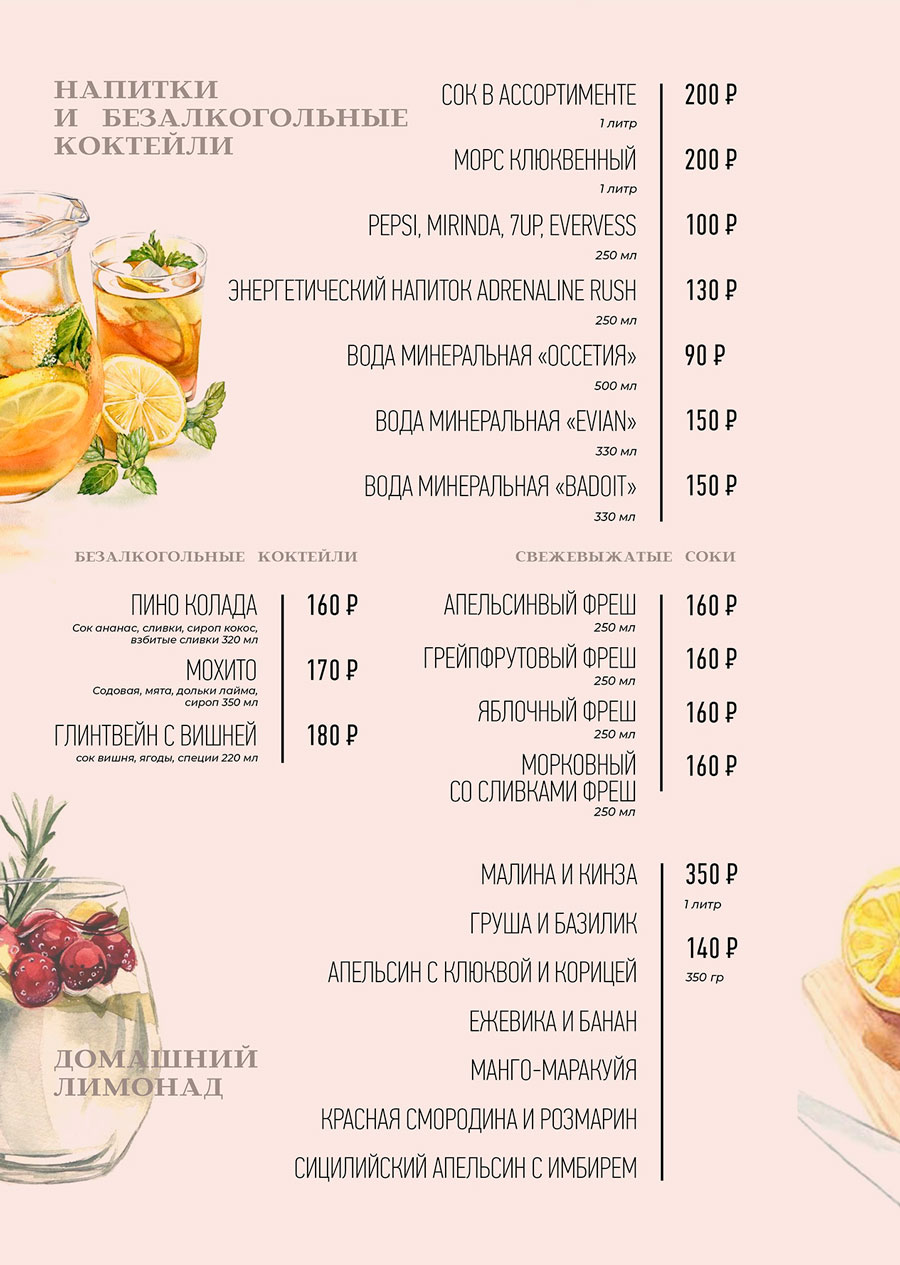 НАПИТКИ
И БЕЗАЛКОГОЛЬНЫЕ
КОКТЕЙЛИ
СОК В АССОРТИМЕНТЕ 200 ₽
1 литр
МОРС КЛЮКВЕННЫЙ 200 ₽
1 литр
PEPSI, MIRINDA, 7UP, EVERVESS 100 ₽
250 мл
ЭНЕРГЕТИЧЕСКИЙ НАПИТОК ADRENALINE RUSH 130 ₽
250 мл
ВОДА МИНЕРАЛЬНАЯ «ОССЕТИЯ» 90 ₽
500 мл
ВОДА МИНЕРАЛЬНАЯ «EVIAN» 150 ₽
330 мл
ВОДА МИНЕРАЛЬНАЯ «BADOIT» 150 ₽
330 мл
БЕЗАЛКОГОЛЬНЫЕ КОКТЕЙЛИ
ПИНО КОЛАДА 160 ₽
Сок ананас, сливки, сироп кокос,
взбитые сливки 320 мл
МОХИТО 170 ₽
Содовая, мята, дольки лайма,
сироп 350 мл
ГЛИНТВЕЙН С ВИШНЕЙ 180 ₽
сок вишня, ягоды, специи 220 мл
СВЕЖЕВЫЖАТЫЕ СОКИ
АПЕЛЬСИНВЫЙ ФРЕШ 160 ₽
250 мл
ГРЕЙПФРУТОВЫЙ ФРЕШ 160 ₽
250 мл
ЯБЛОЧНЫЙ ФРЕШ 160 ₽
250 мл
МОРКОВНЫЙ 160 ₽
СО СЛИВКАМИ ФРЕШ
250 мл
ДОМАШНИЙ
ЛИМОНАД
МАЛИНА И КИНЗА 350 ₽
1 литр
ГРУША И БАЗИЛИК
140 ₽
350 гр
АПЕЛЬСИН С КЛЮКВОЙ И КОРИЦЕЙ
ЕЖЕВИКА И БАНАН
МАНГО-МАРАКУЙЯ
КРАСНАЯ СМОРОДИНА И РОЗМАРИН
СИЦИЛИЙСКИЙ АПЕЛЬСИН С ИМБИРЕМ